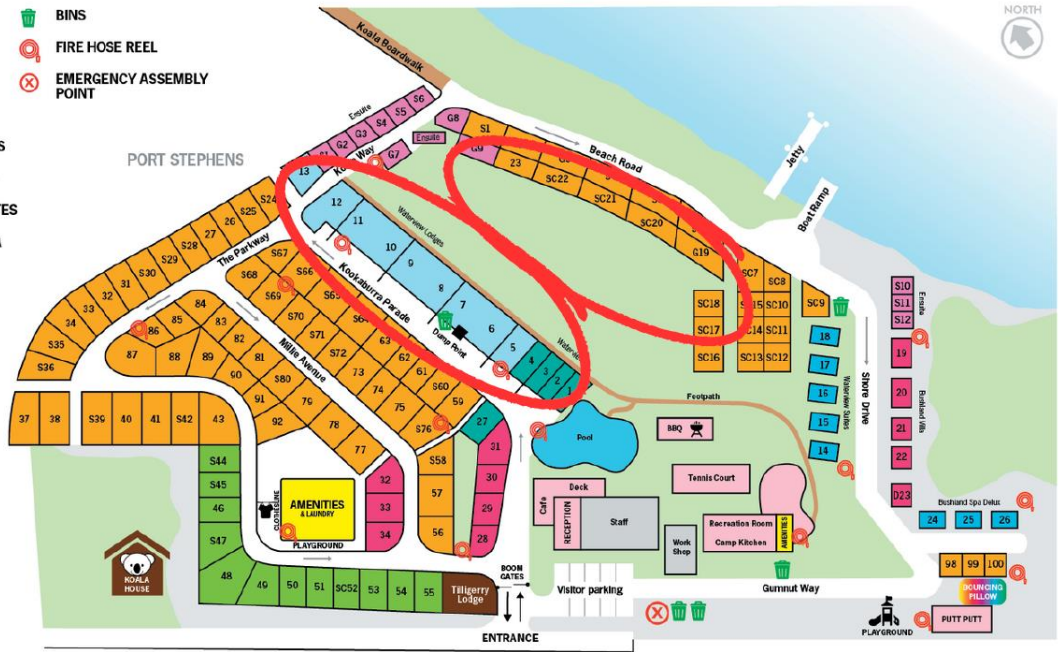 BINS
FIRE HOSE REEL
EMERGENCY ASSEMBLY
POINT
NORTH
Koala Boardwalk
PORT STEPHENS
Ensuite
S6
S5
S4
G3
G2
G7
Ensuite
G8
G9
S1
Beach Road
23
SC22
SC21
SC20
G19
Jetty
Boat Ramp
13
12
11
10
9
8
7
6
5
4
3
2
1
Waterview Lodges
Kookaburra Parade
Dump Point
S24
S25
26
27
S28
S29
S30
31
32
33
34
S35
S36
The Parkway
S67
S68
S66
S69
S65
S70
S64
S71
63
S72
62
73
61
74
S60
75
59
S76
84
85
86
87
83
82
88
89
81
90
S80
91
79
92
78
77
Millie Avenue
37
38
S39
40
41
S42
43
S44
S45
46
S47
48
49
50
51
SC52
53
54
55
Tilligerry
Lodge
CLOTHESLINE
AMENITIES
& LAUNDRY
PLAYGROUND
32
33
34
S58
57
56
27
31
30
29
28
KOALA
HOUSE
BOOM
GATES
ENTRANCE
Visitor parking
Pool
Footpath
BBQ
Tennis Court
Cafe
Deck
RECEPTION
Staff
Work
Shop
Recreation Room
Camp Kitchen
AMENITIES
Gumnut Way
SC7
SC8
SC18
SC10
SC9
SC17
SC11
SC16
SC13
SC12
18
17
16
15
14
Waterview Suites
Shore Drive
S10
S11
S12
Ensuite
19
20
21
22
D23
Bushland Villa
Bushland Spa Delux
24
25
26
98
99
100
BOUNCING
PILLOW
PLAYGROUND
PUTT PUTT